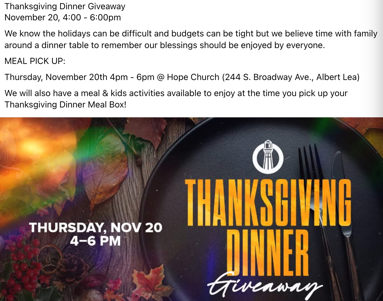 Thanksgiving Dinner Giveaway
November 20, 4:00 - 6:00pm
We know the holidays can be difficult and budgets can be tight but we believe time with family
around a dinner table to remember our blessings should be enjoyed by everyone.
MEAL PICK UP:
Thursday, November 20th 4pm - 6pm @ Hope Church (244 S. Broadway Ave., Albert Lea)
We will also have a meal & kids activities available to enjoy at the time you pick up your
Thanksgiving Dinner Meal Box!
THURSDAY, NOV 20
4–6 PM
THANKSGIVING
DINNER
Giveaway